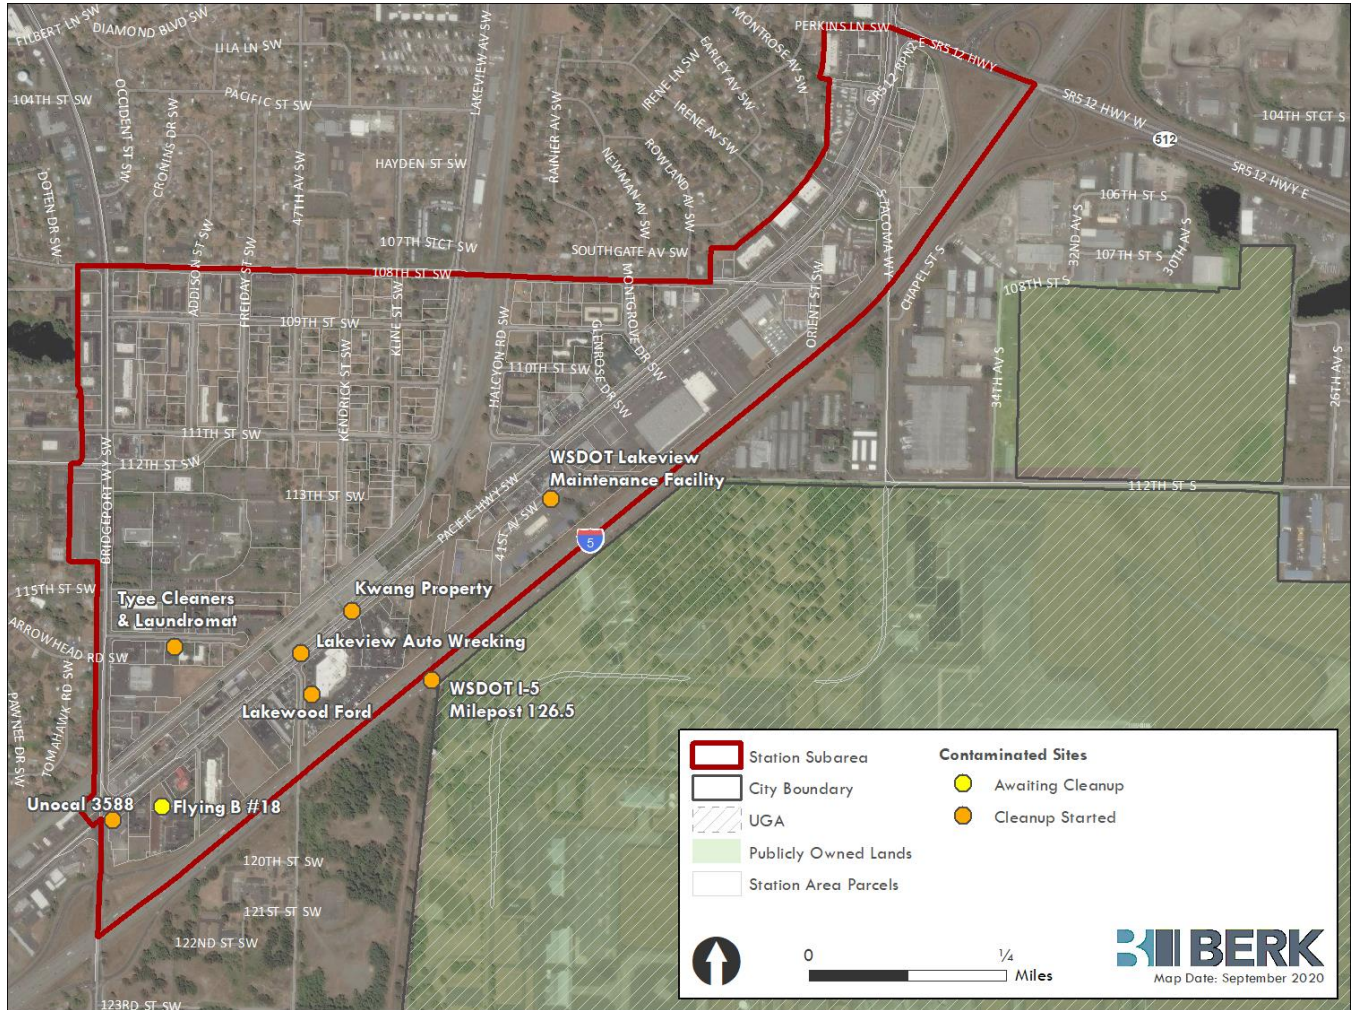 FILBERT LN SW
DIAMOND BLVD SW
LILA LN SW
MONTROSE AV SW
PERKINS LN SW
E SR512 HWY
SR512 RPN2
EARLEY AV SW
IRENE LN SW
LAKEVIEW AV SW
104TH ST SW
OCCIDENT ST SW
PACIFIC ST SW
IRENE AV SW
SR512 HWY W
104TH STCT S
512
CRONINS DR SW
47TH AV SW
HAYDEN ST SW
RAINIER AV SW
NEWMAN AV SW
ROWLAND AV SW
SR512 HWY E
DOTEN DR SW
S TACOMA WY
106TH ST S
32ND AV S
30TH AV S
107TH ST S
ADDISON ST SW
FREIDAY ST SW
107TH STCT SW
SOUTHGATE AV SW
108TH ST SW
MONTGROVE DR SW
ORIENT ST SW
CHAPEL ST S
108TH ST S
109TH ST SW
KLINE ST SW
HALCYON RD SW
GLENROSE DR SW
110TH ST SW
34TH AV S
26TH AV S
KENDRICK ST SW
111TH ST SW
112TH ST SW
BRIDGEPORT WY SW
113TH ST SW
PACIFIC HWY SW
41ST AV SW
WSDOT Lakeview
Maintenance Facility
112TH ST S
5
115TH ST SW
Tyee Cleaners
& Laundromat
Kwang Property
ARROWHEAD RD SW
Lakeview Auto Wrecking
TOMAHAWK RD SW
PAWNEE DR SW
Lakewood Ford
WSDOT I-5
Milepost 126.5
Unocal 3588
Flying B #18
120TH ST SW
121ST ST SW
122ND ST SW
123RD ST SW
Station Subarea
City Boundary
UGA
Publicly Owned Lands
Station Area Parcels
Contaminated Sites
Awaiting Cleanup
Cleanup Started
0
¼
Miles
BERK
Map Date: September 2020